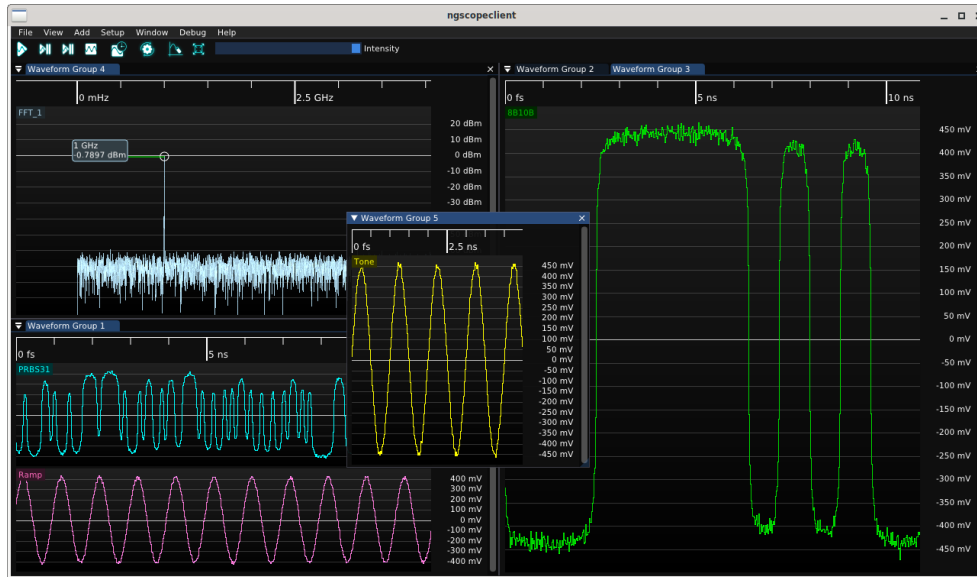 ngscopeclient
File View Add Setup Window Debug Help
Intensity
Waveform Group 4
0 mHz 2.5 GHz
FFT_1
20 dBm
10 dBm
0 dBm
-10 dBm
-20 dBm
-30 dBm
1 GHz
-0.7897 dBm
Waveform Group 1
0 fs 5 ns
PRBS31
Ramp
400 mV
300 mV
200 mV
100 mV
0 mV
-100 mV
-200 mV
-300 mV
-400 mV
Waveform Group 5
0 fs 2.5 ns
Tone
450 mV
400 mV
350 mV
300 mV
250 mV
200 mV
150 mV
100 mV
50 mV
0 mV
-50 mV
-100 mV
-150 mV
-200 mV
-250 mV
-300 mV
-350 mV
-400 mV
-450 mV
Waveform Group 2 Waveform Group 3
0 fs 5 ns 10 ns
8B10B
450 mV
400 mV
350 mV
300 mV
250 mV
200 mV
150 mV
100 mV
50 mV
0 mV
-50 mV
-100 mV
-150 mV
-200 mV
-250 mV
-300 mV
-350 mV
-400 mV
-450 mV